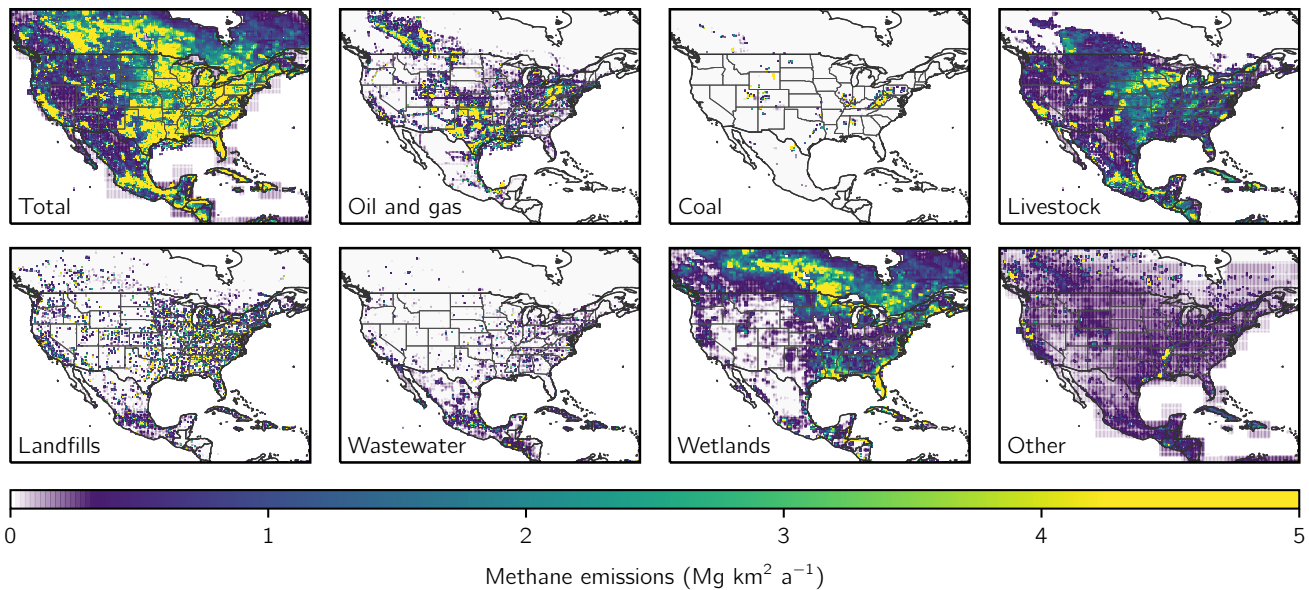 Total
Oil and gas
Coal
Livestock
Landfills
Wastewater
Wetlands
Other
0 1 2 3 4 5
Methane emissions (Mg km² a⁻¹)